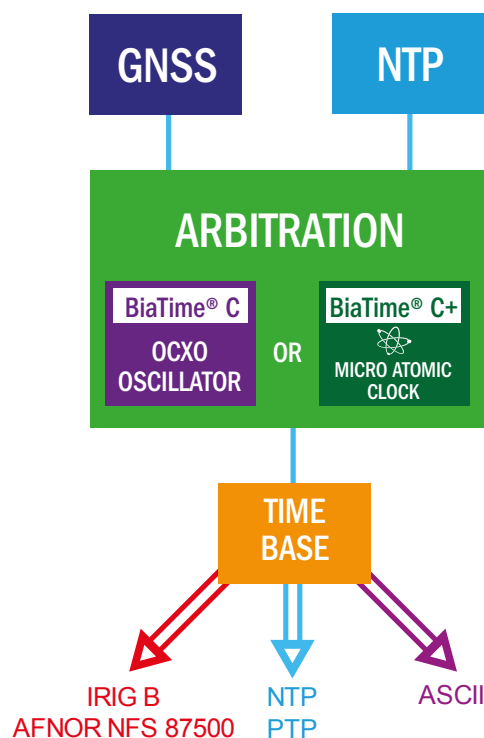 GNSS
NTP
ARBITRATION
BiaTime® C
OCXO
OSCILLATOR
OR
BiaTime® C+
MICRO ATOMIC
CLOCK
TIME
BASE
IRIG B
AFNOR NFS 87500
NTP
PTP
ASCII